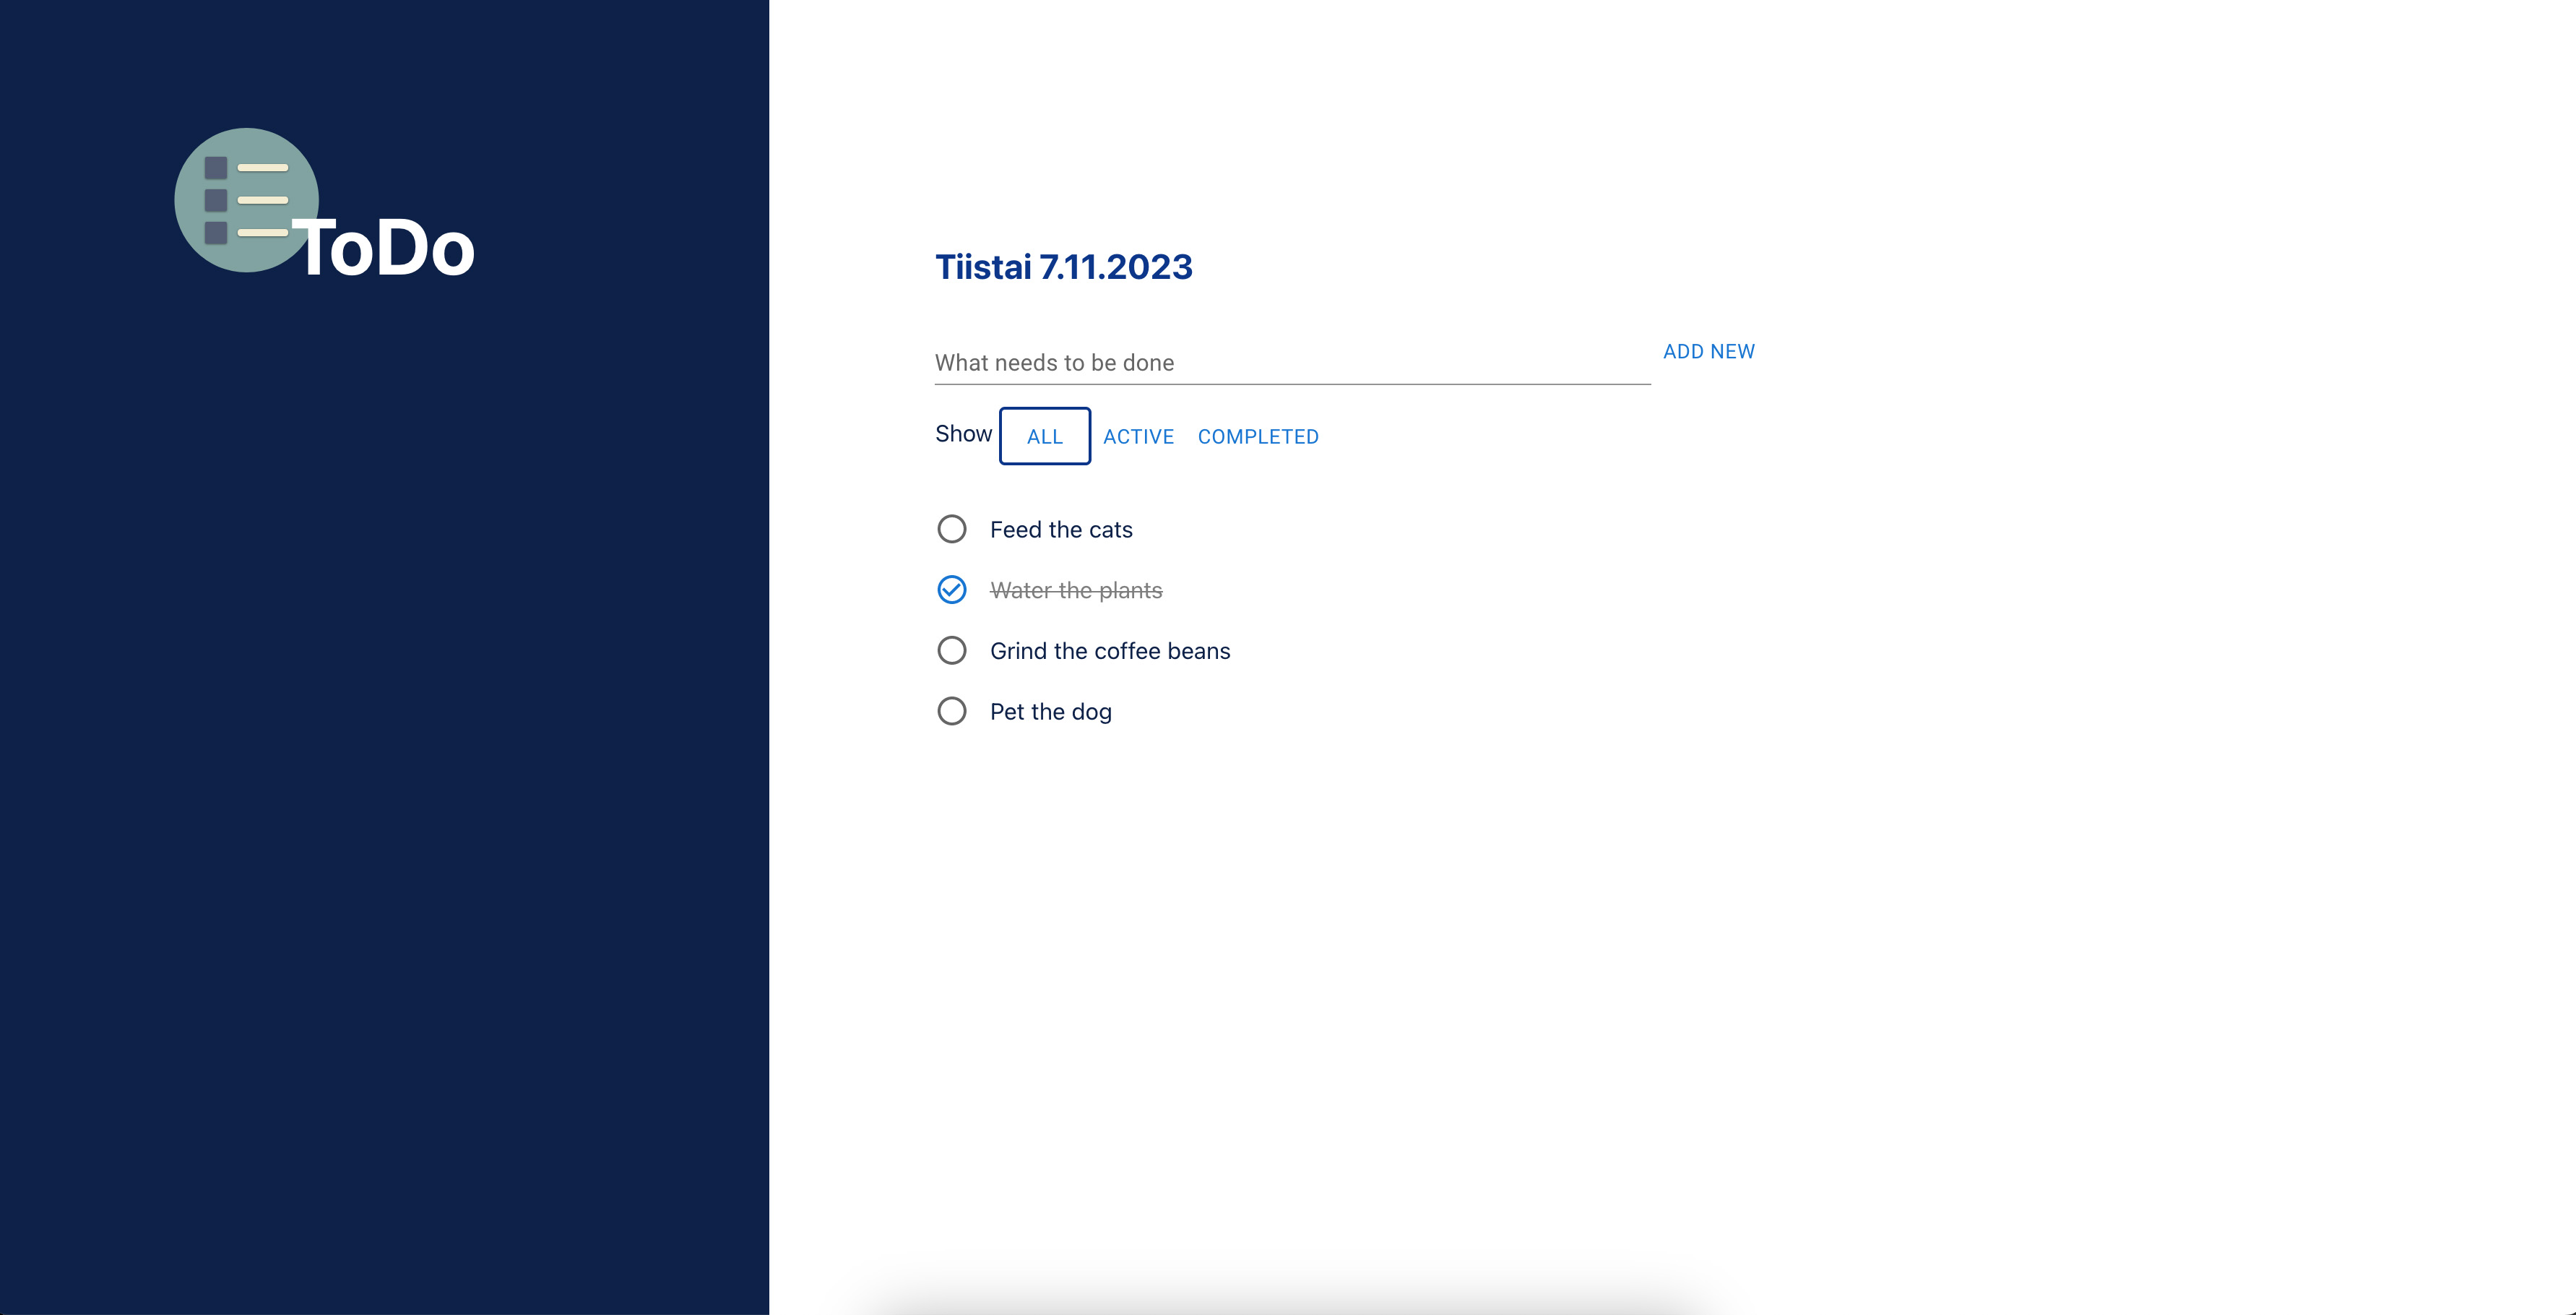 ToDo
Tiistai 7.11.2023
What needs to be done
ADD NEW
Show ALL ACTIVE COMPLETED
Feed the cats
Water the plants
Grind the coffee beans
Pet the dog